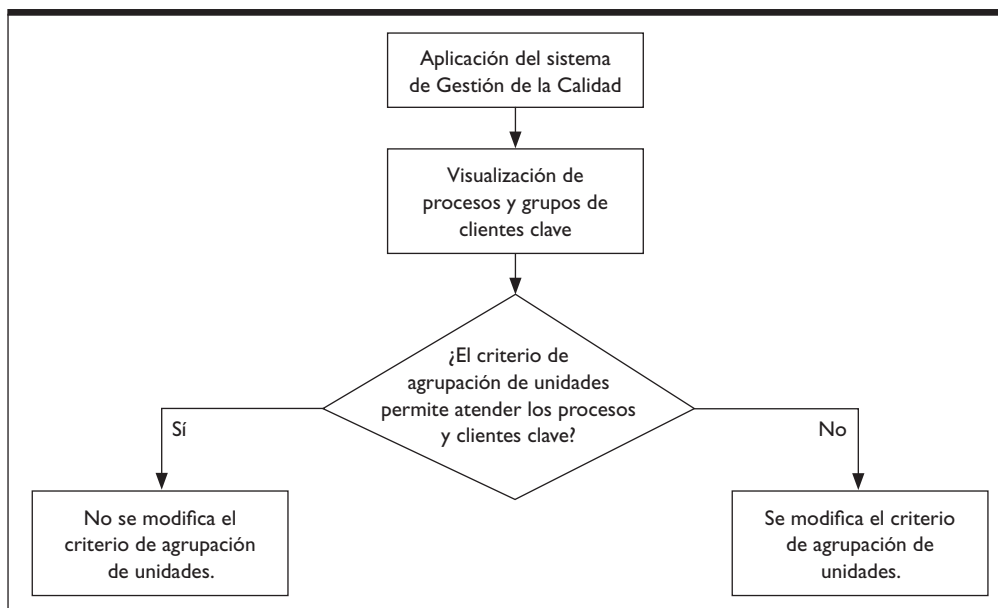 Aplicación del sistema
de Gestión de la Calidad
Visualización de
procesos y grupos de
clientes clave
¿El criterio de
agrupación de unidades
permite atender los procesos
y clientes clave?
Sí
No
No se modifica el
criterio de agrupación
de unidades.
Se modifica el criterio
de agrupación de
unidades.